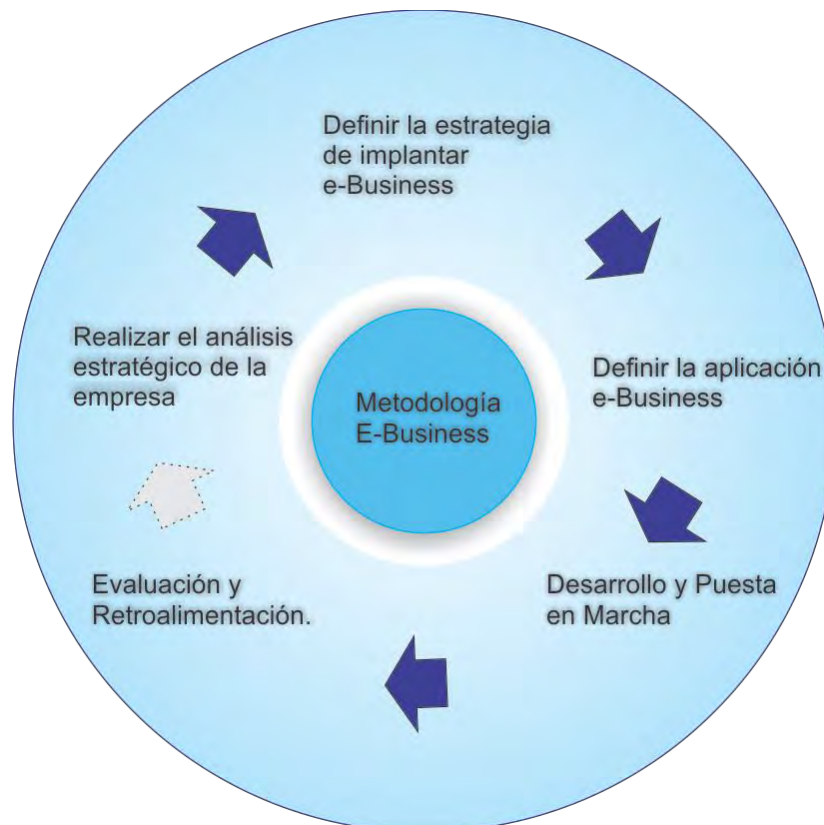 Definir la estrategia
de implantar
e-Business
Realizar el análisis
estratégico de la
empresa
Metodología
E-Business
Definir la aplicación
e-Business
Evaluación y
Retroalimentación.
Desarrollo y Puesta
en Marcha